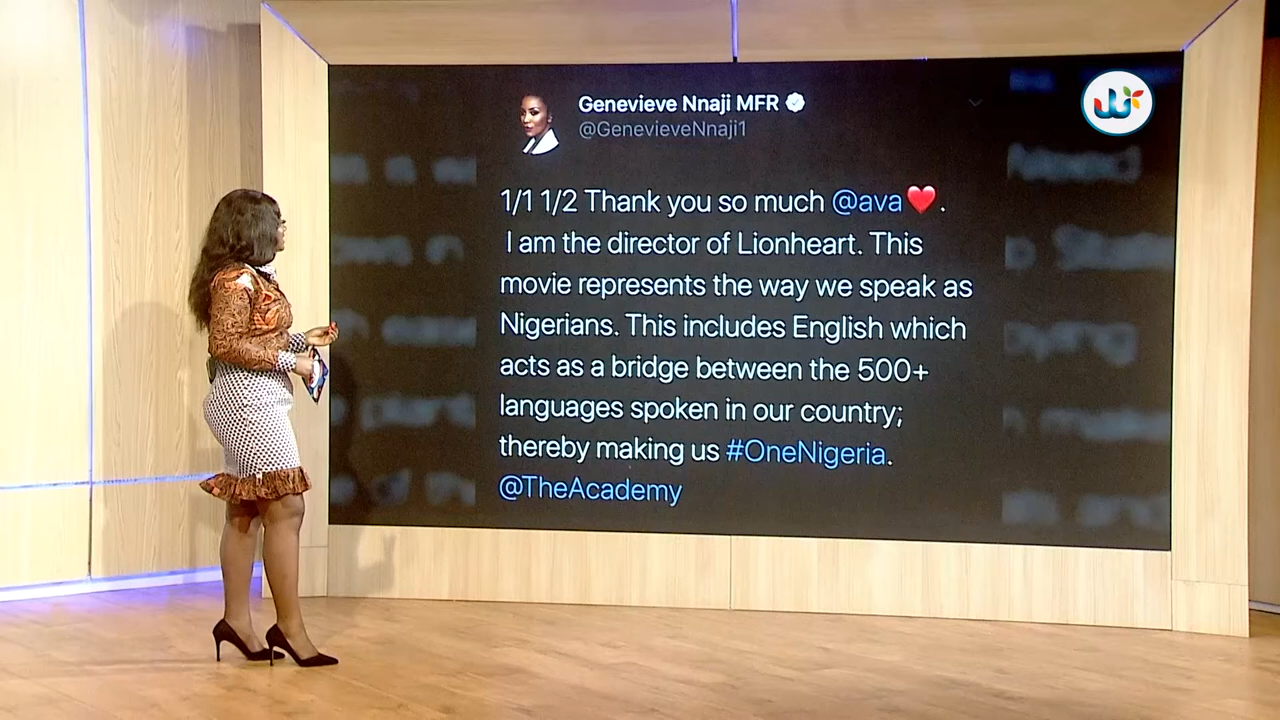 Genevieve Nnaji MFR
@GenevieveNnaji1
1/1 1/2 Thank you so much @ava❤️.
I am the director of Lionheart. This
movie represents the way we speak as
Nigerians. This includes English which
acts as a bridge between the 500+
languages spoken in our country;
thereby making us #OneNigeria.
@TheAcademy